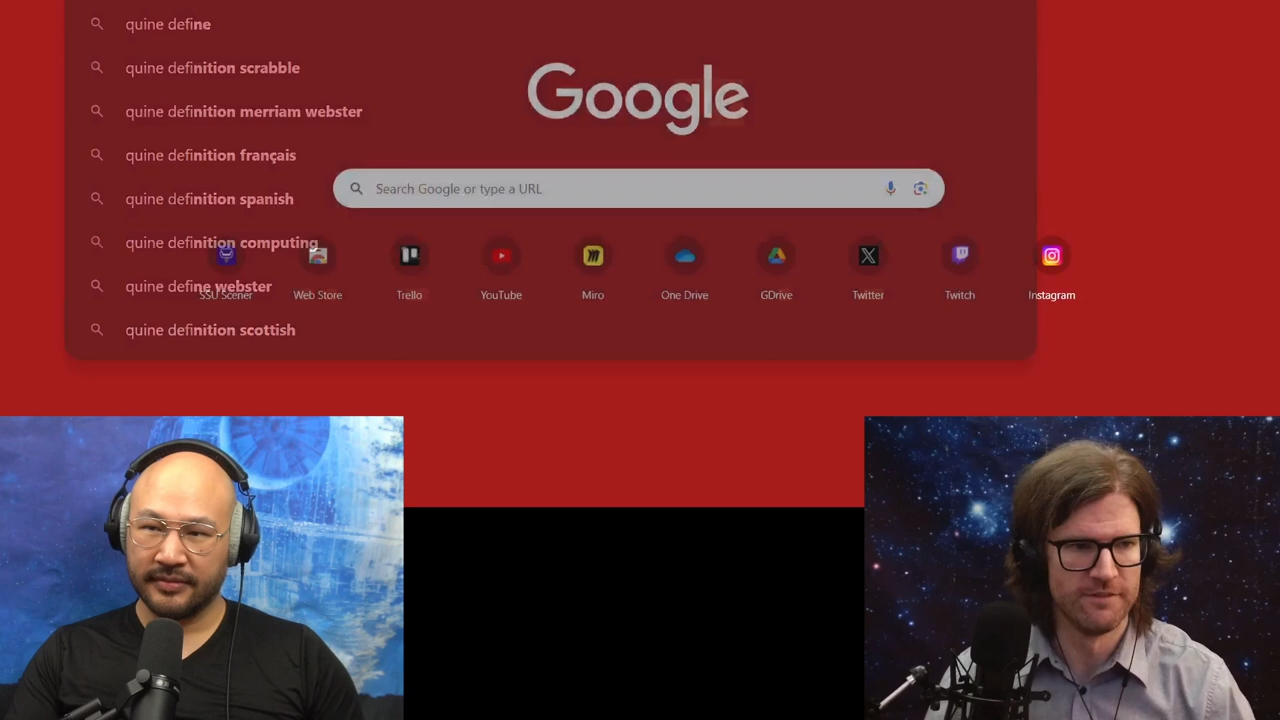 quine define
quine definition scrabble
Google
quine definition merriam webster
quine definition français
Search Google or type a URL
quine definition spanish
quine definition computing
quine define webster
SSU Scener Web Store Trello YouTube Miro One Drive GDrive Twitter Twitch Instagram
quine definition scottish